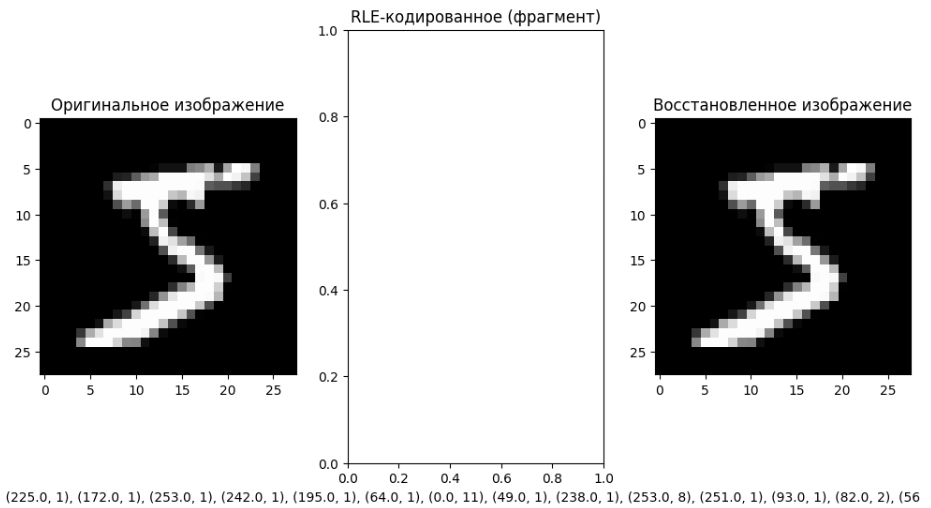 RLE-кодированное (фрагмент)
Оригинальное изображение
Восстановленное изображение
0
5
10
15
20
25
0 5 10 15 20 25
1.0
0.8
0.6
0.4
0.2
0.0
0.0 0.2 0.4 0.6 0.8 1.0
0
5
10
15
20
25
0 5 10 15 20 25
(225.0, 1), (172.0, 1), (253.0, 1), (242.0, 1), (195.0, 1), (64.0, 1), (0.0, 11), (49.0, 1), (238.0, 1), (253.0, 8), (251.0, 1), (93.0, 1), (82.0, 2), (56